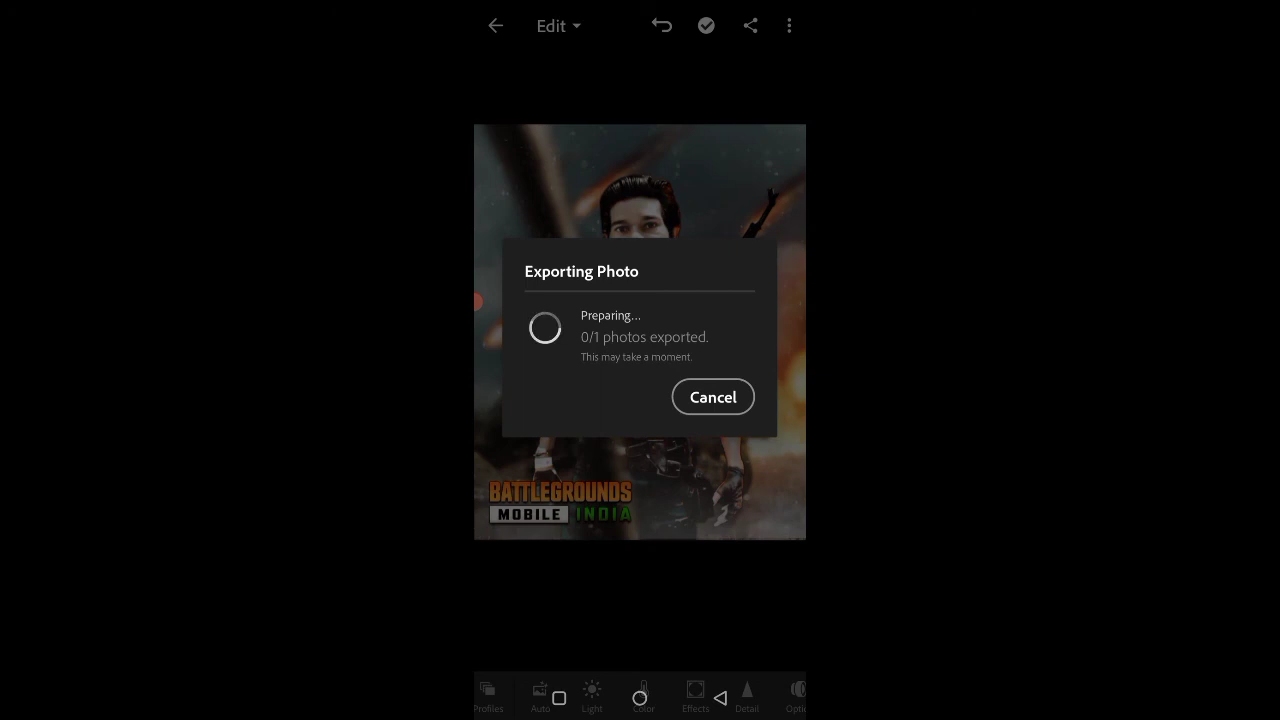 Edit
Exporting Photo
Preparing...
0/1 photos exported.
This may take a moment.
Cancel
BATTLEGROUNDS
MOBILE INDIA
Profiles Auto Light Color Effects Detail Optic